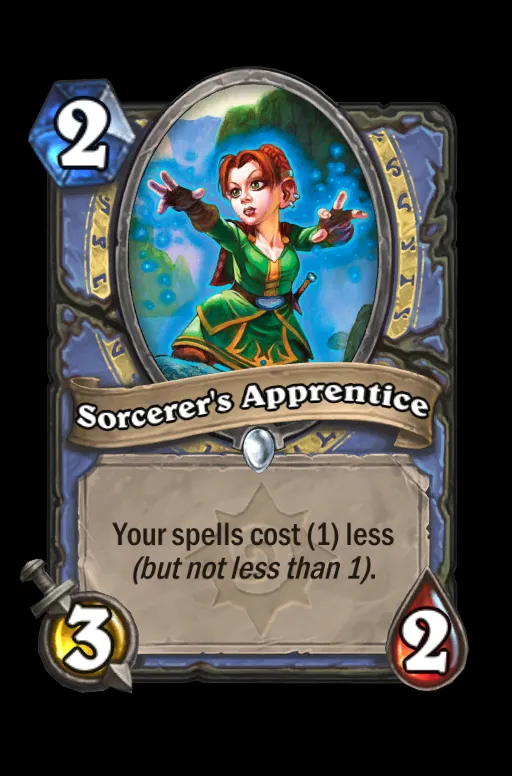 2
Sorcerer's Apprentice
Your spells cost (1) less
(but not less than 1).
3
2